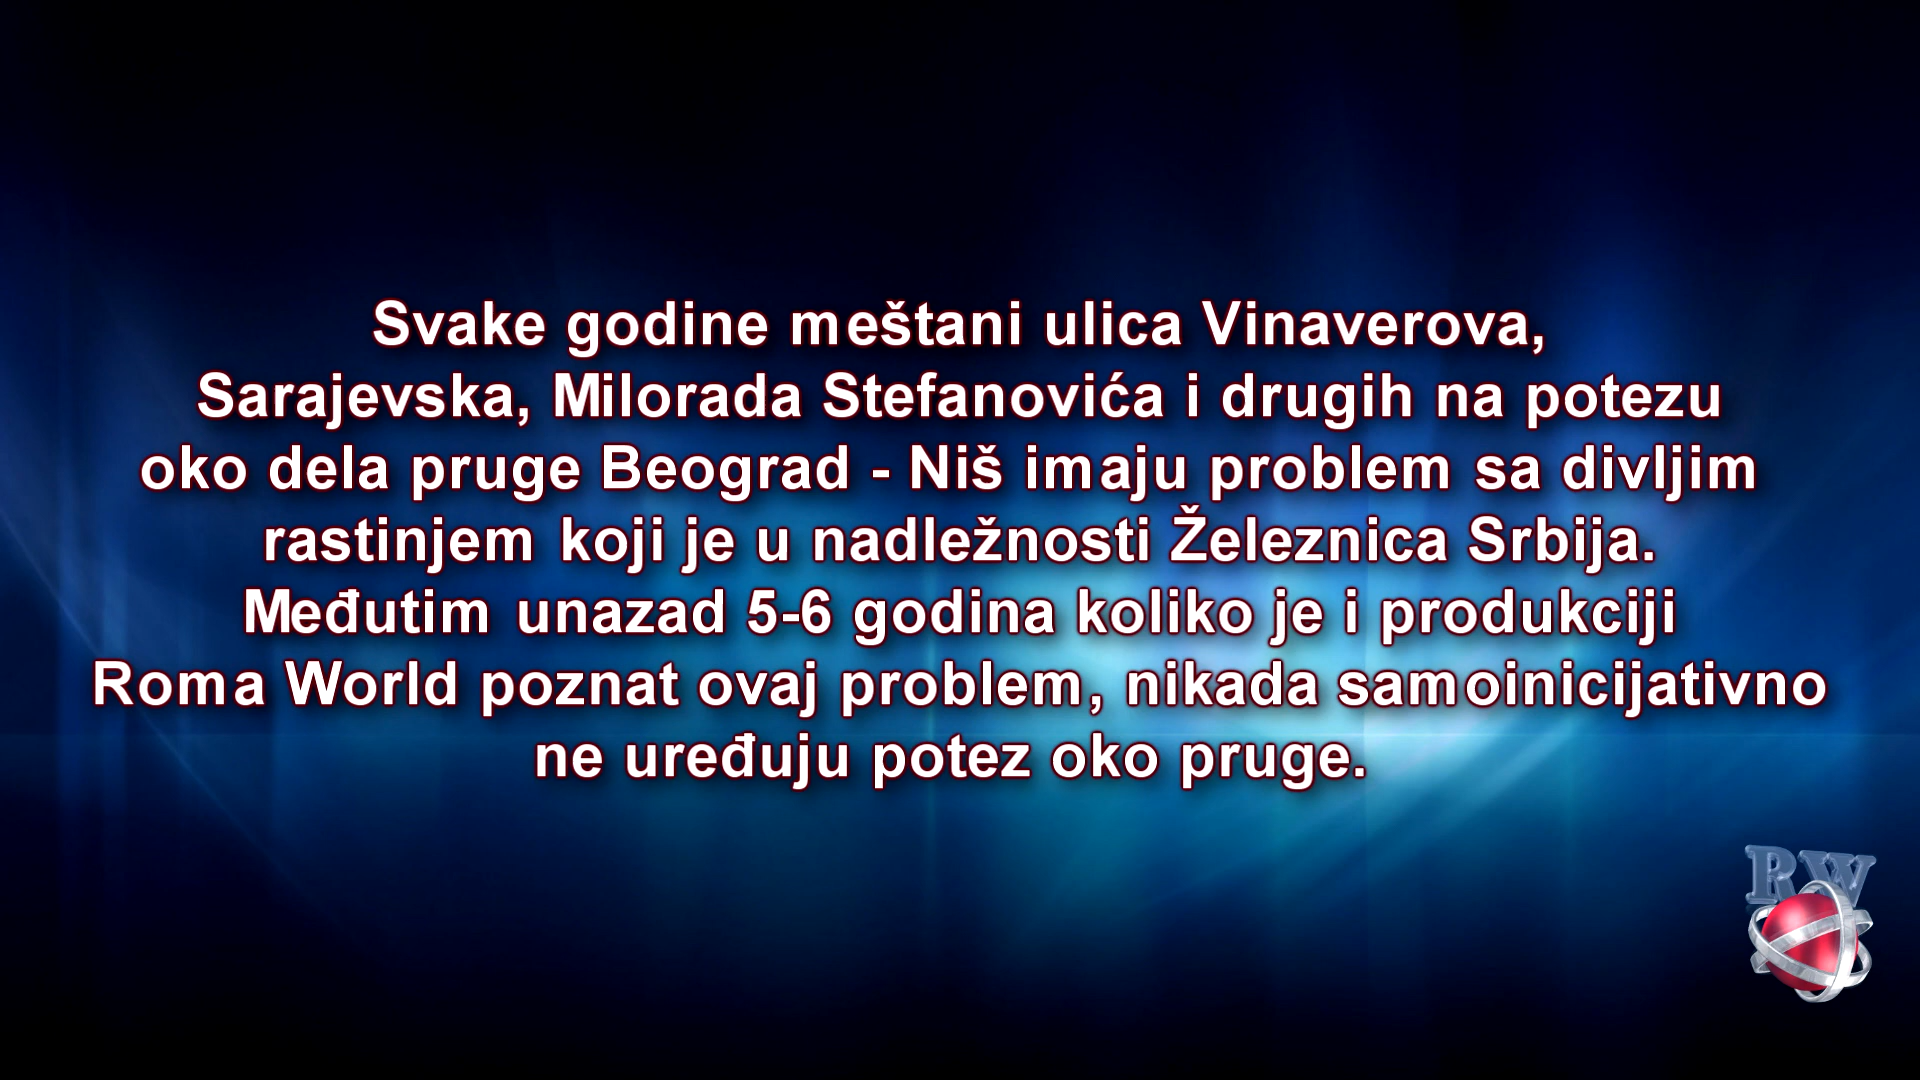 Svake godine meštani ulica Vinaverova,
Sarajevska, Milorada Stefanovića i drugih na potezu
oko dela pruge Beograd - Niš imaju problem sa divljim
rastinjem koji je u nadležnosti Železnica Srbija.
Međutim unazad 5-6 godina koliko je i produkciji
Roma World poznat ovaj problem, nikada samoinicijativno
ne uređuju potez oko pruge.
RW